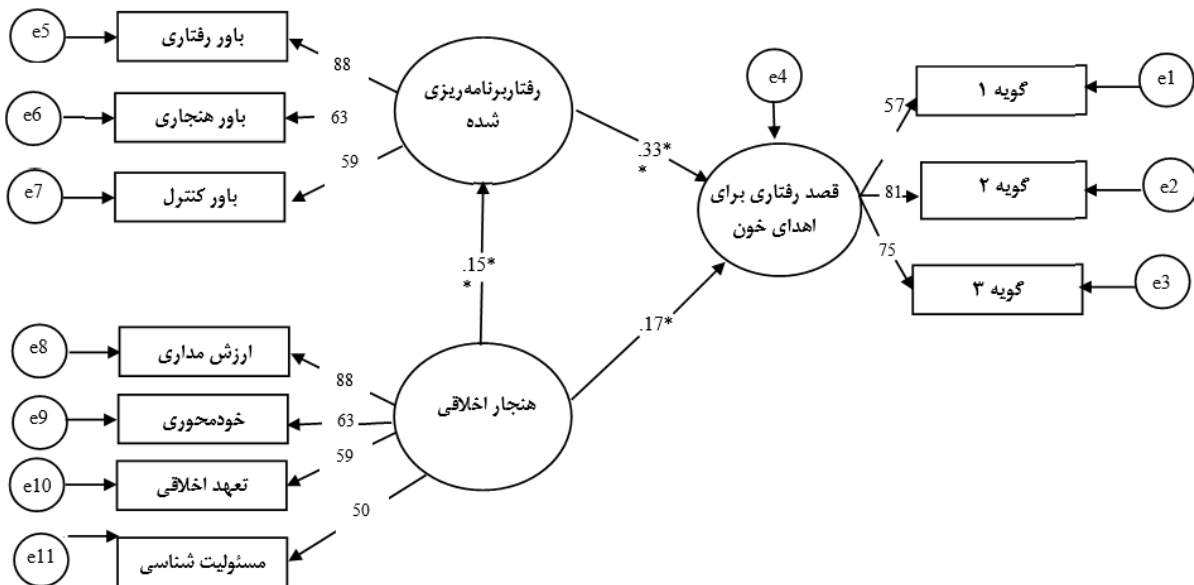 e5
باور رفتاری
88
e6
باور هنجاری
63
e7
باور کنترل
59
رفتاربرنامه‌ریزی
شده
e4
.33*
*
قصد رفتاری برای
اهدای خون
57
گویه ۱
e1
81
گویه ۲
e2
75
گویه ۳
e3
.15*
*
.17*
هنجار اخلاقی
e8
ارزش مداری
88
e9
خودمحوری
63
e10
تعهد اخلاقی
59
e11
مسئولیت شناسی
50